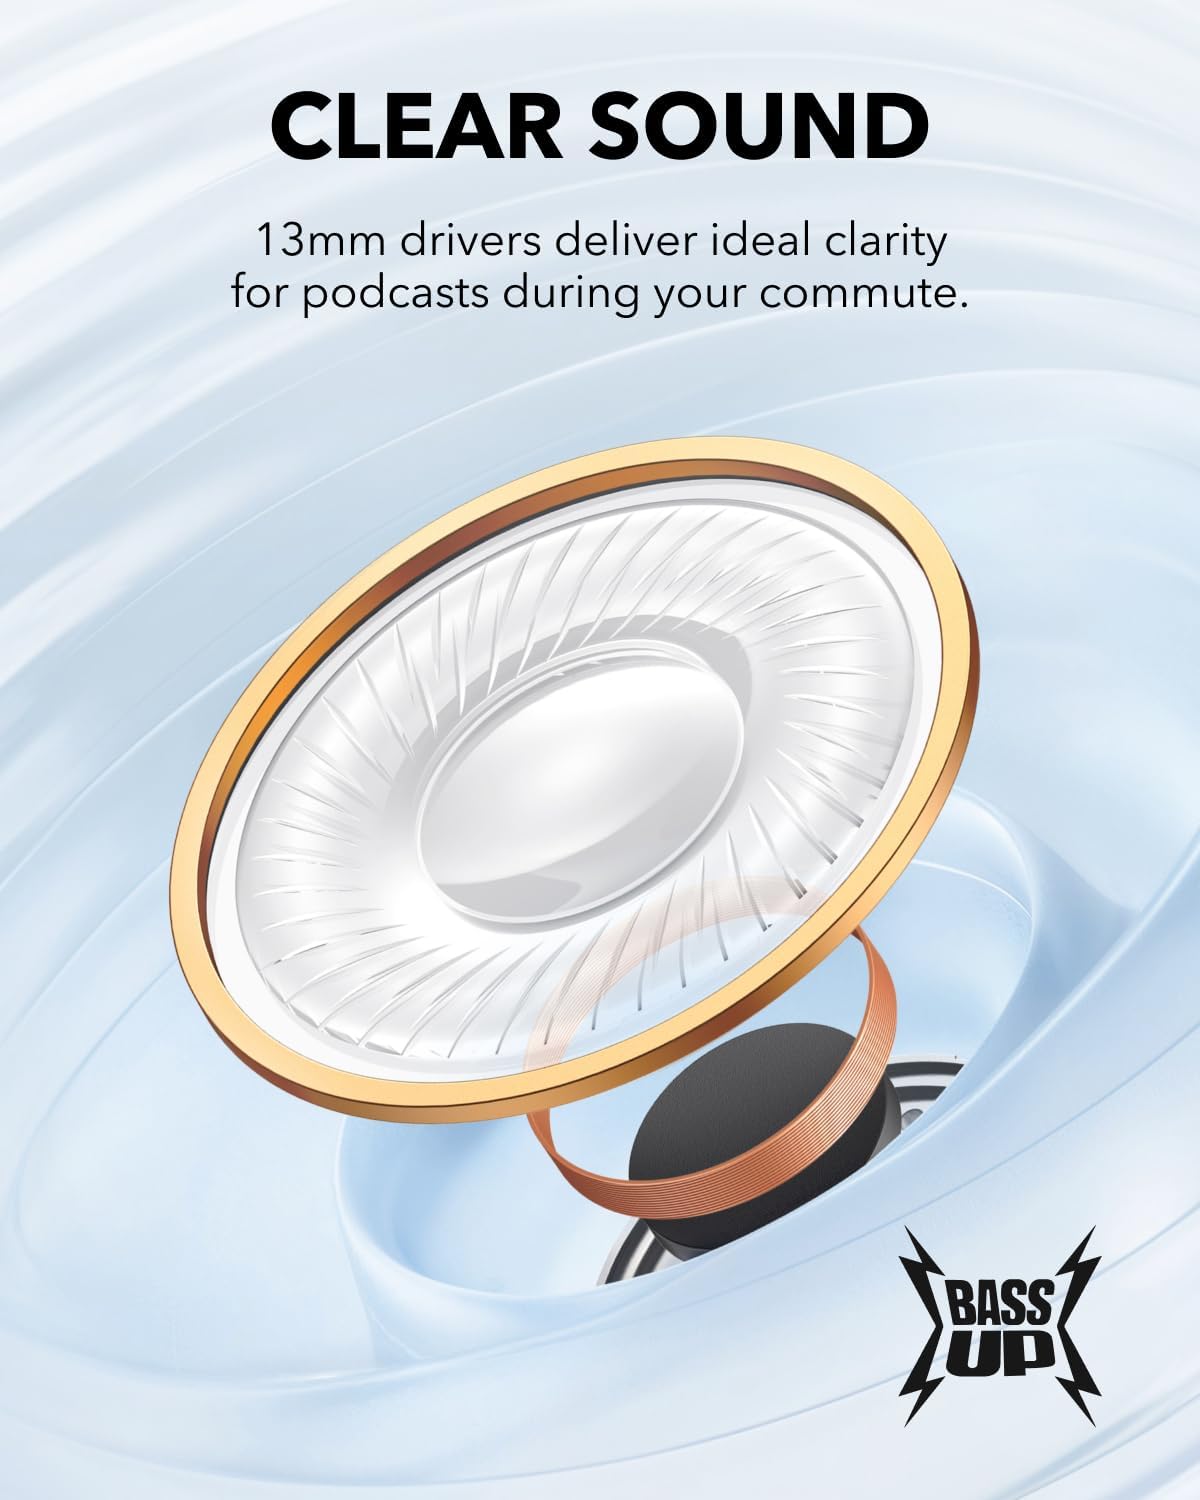 CLEAR SOUND
13mm drivers deliver ideal clarity
for podcasts during your commute.
BASS
UP